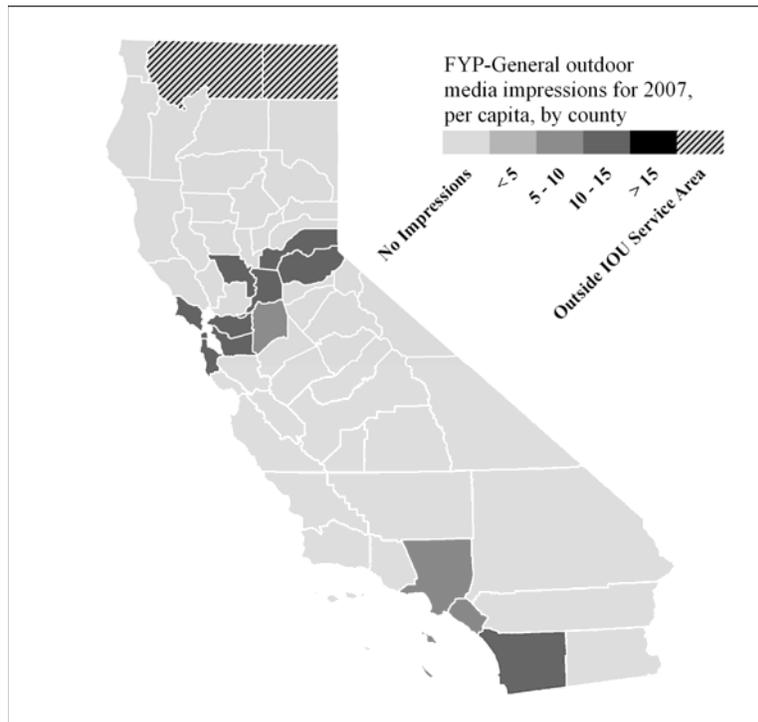 FYP-General outdoor
media impressions for 2007,
per capita, by county
No Impressions
< 5
5 - 10
10 - 15
> 15
Outside IOU Service Area